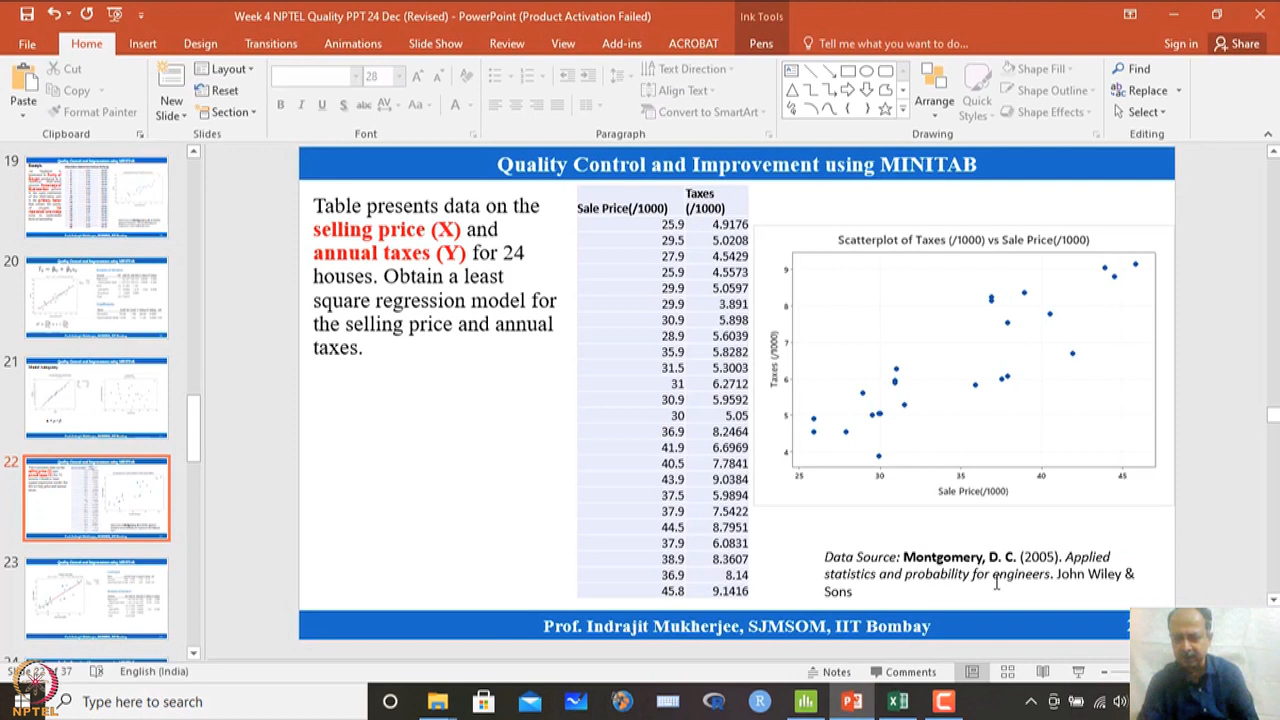 Week 4 NPTEL Quality PPT 24 Dec (Revised) - PowerPoint (Product Activation Failed)
Ink Tools
File Home Insert Design Transitions Animations Slide Show Review View Add-ins ACROBAT Pens Tell me what you want to do... Sign in Share
Paste
Cut
Copy
Format Painter
Clipboard
New Slide
Layout
Reset
Section
Slides
28
Font
Text Direction
Align Text
Convert to SmartArt
Paragraph
Arrange
Quick Styles
Shape Fill
Shape Outline
Shape Effects
Drawing
Find
Replace
Select
Editing
19
20
21
22
23
Quality Control and Improvement using MINITAB
Table presents data on the
selling price (X) and
annual taxes (Y) for 24
houses. Obtain a least
square regression model for
the selling price and annual
taxes.
Sale Price(/1000) Taxes (/1000)
25.9 4.9176
29.5 5.0208
27.9 4.5429
25.9 4.5573
29.9 5.0597
29.9 3.891
30.9 5.898
28.9 5.6039
35.9 5.8282
31.5 5.3003
31 6.2712
30.9 5.9592
30 5.05
36.9 8.2464
41.9 6.6969
40.5 7.7841
43.9 9.0384
37.5 5.9894
37.9 7.5422
44.5 8.7951
37.9 6.0831
38.9 8.3607
36.9 8.14
45.8 9.1416
Scatterplot of Taxes (/1000) vs Sale Price(/1000)
Taxes (/1000)
8
7
6
5
25 30 35 40 45
Sale Price(/1000)
Data Source: Montgomery, D. C. (2005). Applied
statistics and probability for engineers. John Wiley &
Sons
Prof. Indrajit Mukherjee, SJMSOM, IIT Bombay
English (India)
Notes
Comments
Type here to search
NPTEL